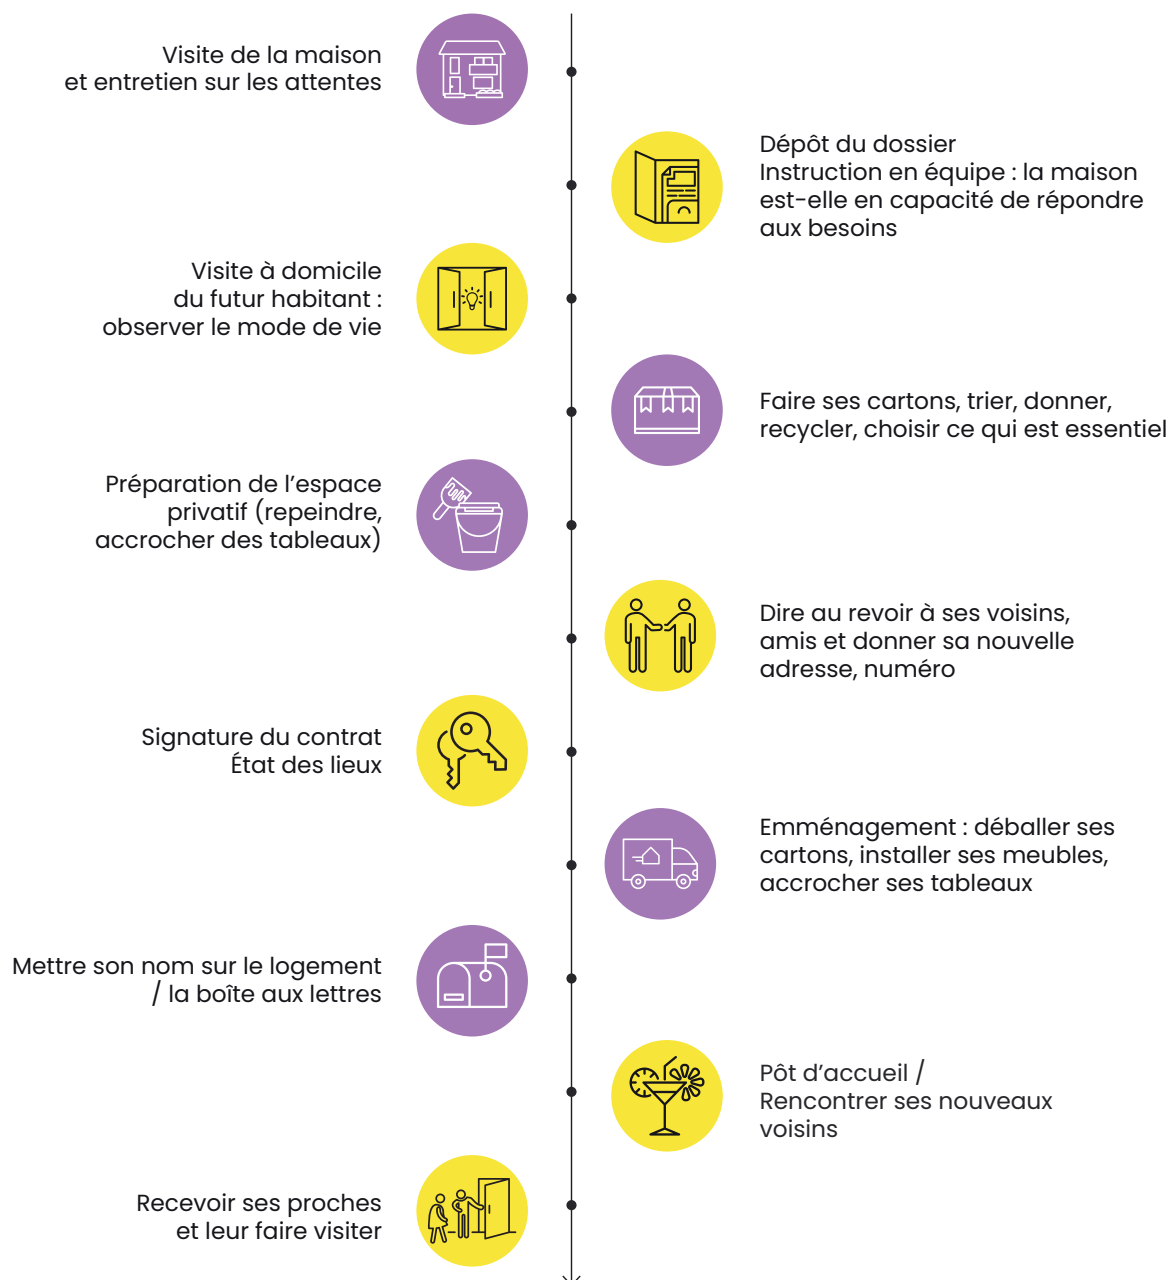 Visite de la maison
et entretien sur les attentes
Dépôt du dossier
Instruction en équipe : la maison
est-elle en capacité de répondre
aux besoins
Visite à domicile
du futur habitant :
observer le mode de vie
Faire ses cartons, trier, donner,
recycler, choisir ce qui est essentiel
Préparation de l’espace
privatif (repeindre,
accrocher des tableaux)
Dire au revoir à ses voisins,
amis et donner sa nouvelle
adresse, numéro
Signature du contrat
État des lieux
Emménagement : déballer ses
cartons, installer ses meubles,
accrocher ses tableaux
Mettre son nom sur le logement
/ la boîte aux lettres
Pôt d’accueil /
Rencontrer ses nouveaux
voisins
Recevoir ses proches
et leur faire visiter